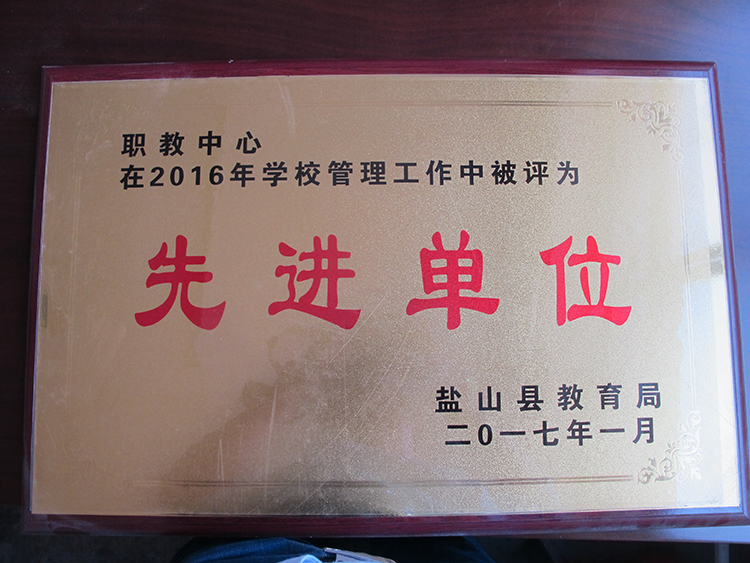 职教中心
在2016年学校管理工作中被评为
先进单位
盐山县教育局
二0一七年一月